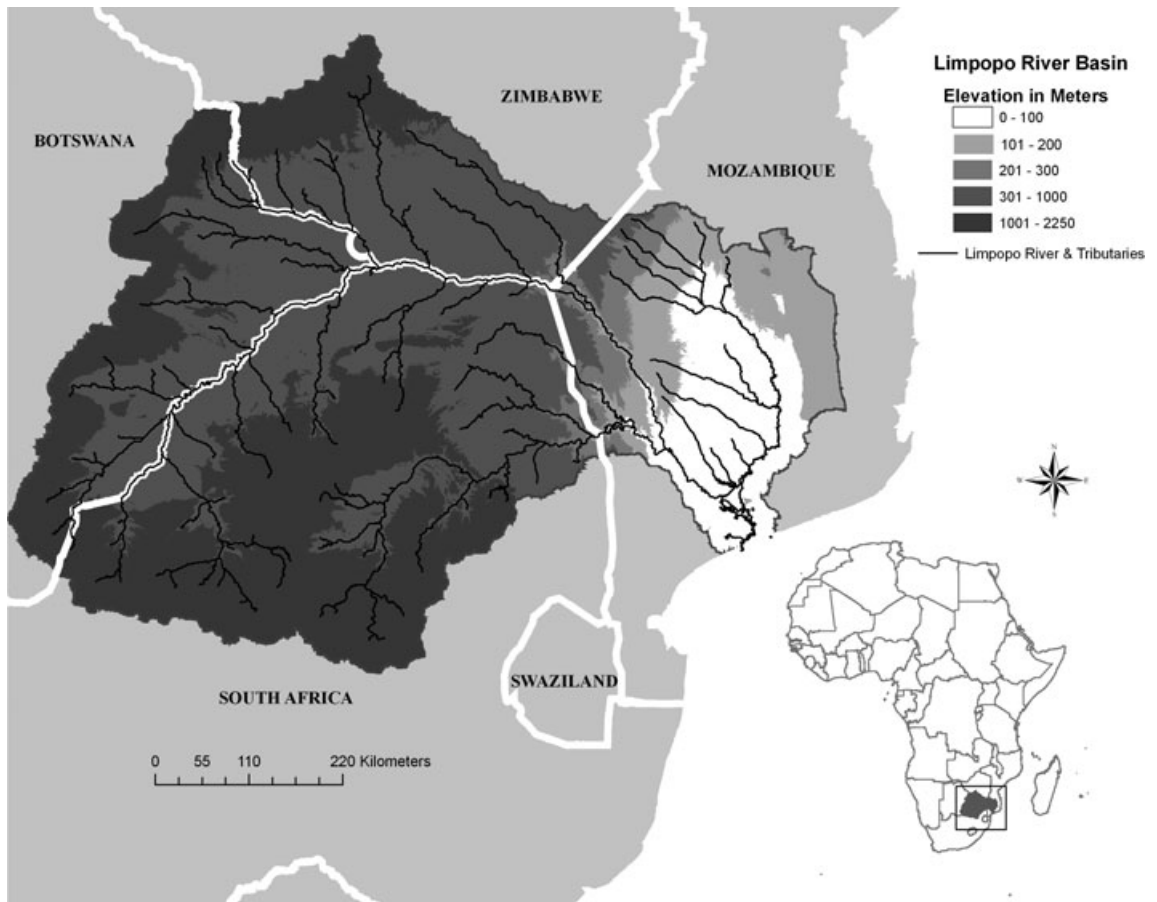 Limpopo River Basin
Elevation in Meters
0 - 100
101 - 200
201 - 300
301 - 1000
1001 - 2250
Limpopo River & Tributaries
ZIMBABWE
BOTSWANA
MOZAMBIQUE
SWAZILAND
SOUTH AFRICA
0 55 110 220 Kilometers